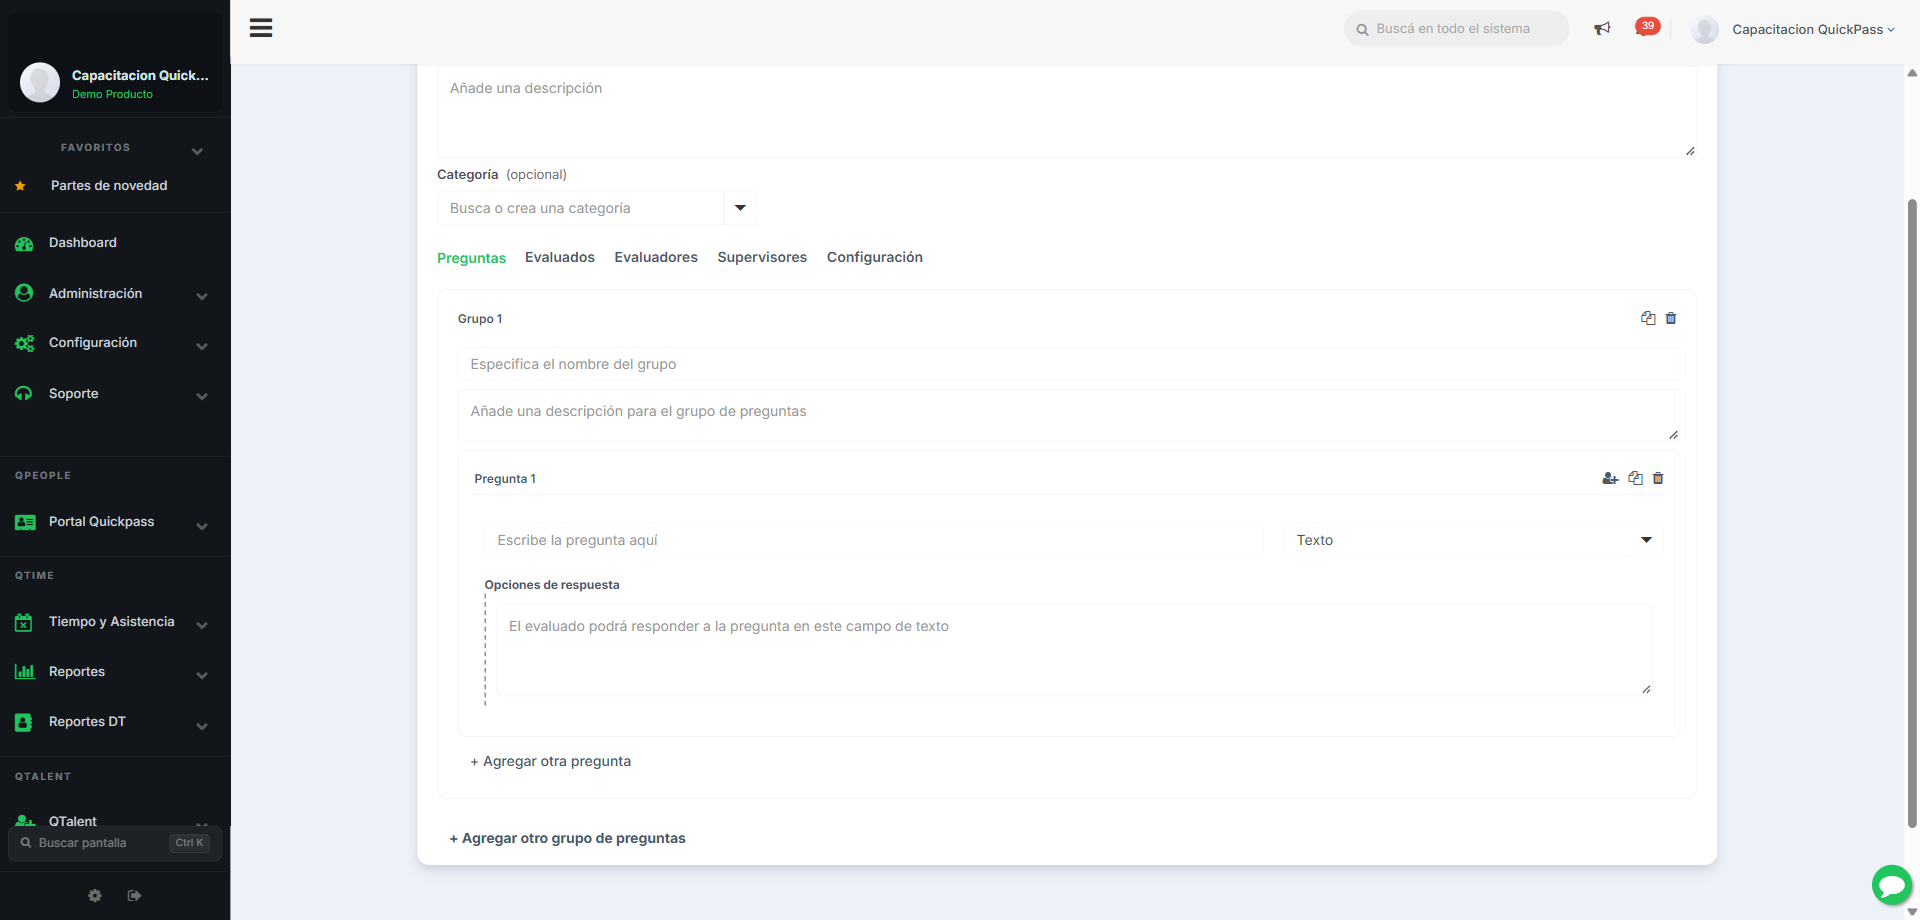 Capacitacion Quick...
Demo Producto
FAVORITOS
Partes de novedad
Dashboard
Administración
Configuración
Soporte
QPEOPLE
Portal Quickpass
QTIME
Tiempo y Asistencia
Reportes
Reportes DT
QTALENT
QTalent
Buscar pantalla
Ctrl K
Buscá en todo el sistema
39
Capacitacion QuickPass
Añade una descripción
Categoría (opcional)
Busca o crea una categoría
Preguntas Evaluados Evaluadores Supervisores Configuración
Grupo 1
Especifica el nombre del grupo
Añade una descripción para el grupo de preguntas
Pregunta 1
Escribe la pregunta aquí
Texto
Opciones de respuesta
El evaluado podrá responder a la pregunta en este campo de texto
+ Agregar otra pregunta
+ Agregar otro grupo de preguntas